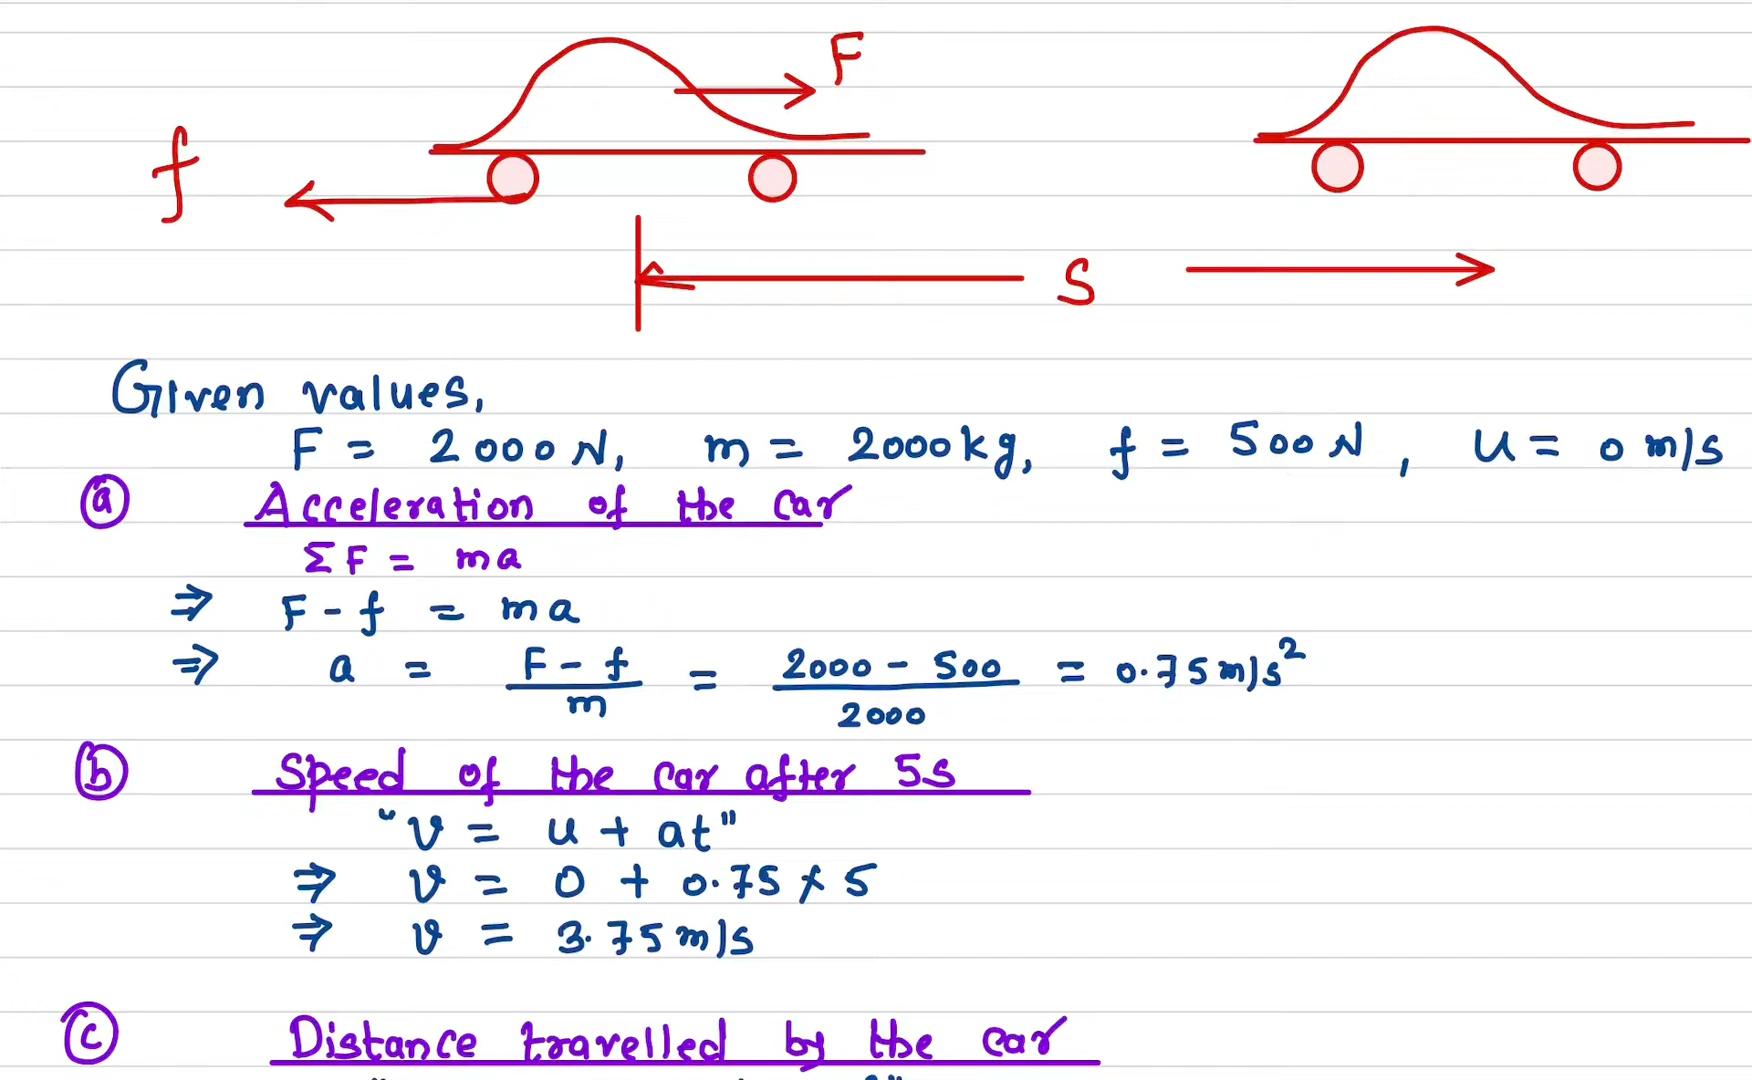 F
f
S
Given values,
F = 2000 N, m = 2000 kg, f = 500 N, u = 0 m/s
ⓐ Acceleration of the car
ΣF = ma
⇒ F - f = ma
⇒ a = (F - f)/m = (2000 - 500)/2000 = 0.75 m/s²
ⓑ Speed of the car after 5s
"v = u + at"
⇒ v = 0 + 0.75 × 5
⇒ v = 3.75 m/s
ⓒ Distance travelled by the car